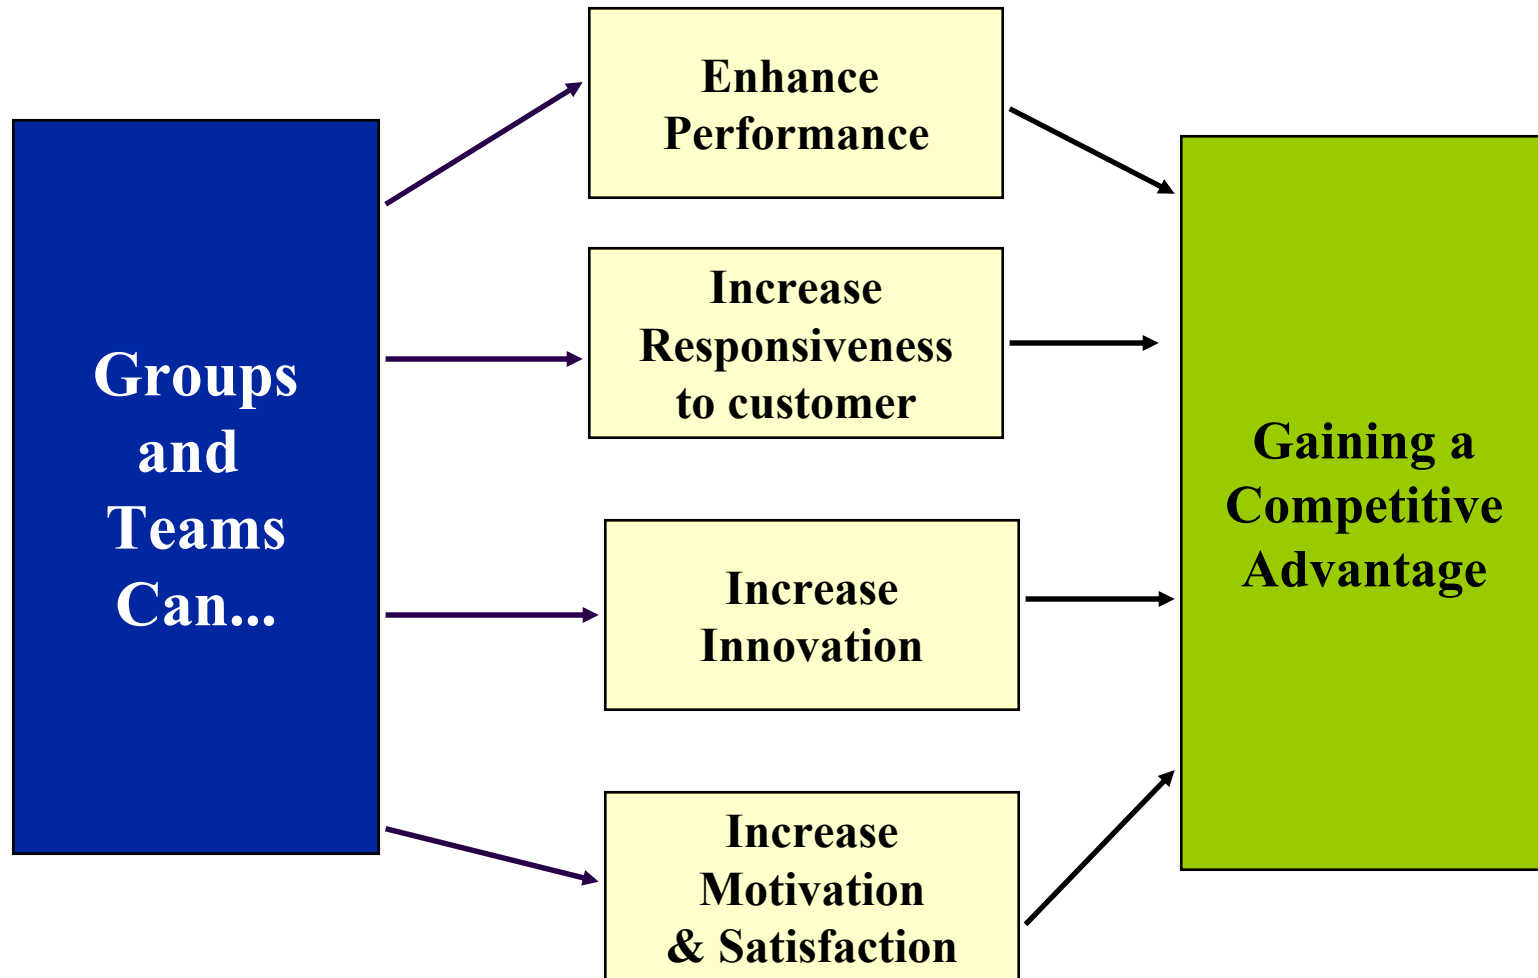 Groups
and
Teams
Can...
Enhance
Performance
Increase
Responsiveness
to customer
Increase
Innovation
Increase
Motivation
& Satisfaction
Gaining a
Competitive
Advantage